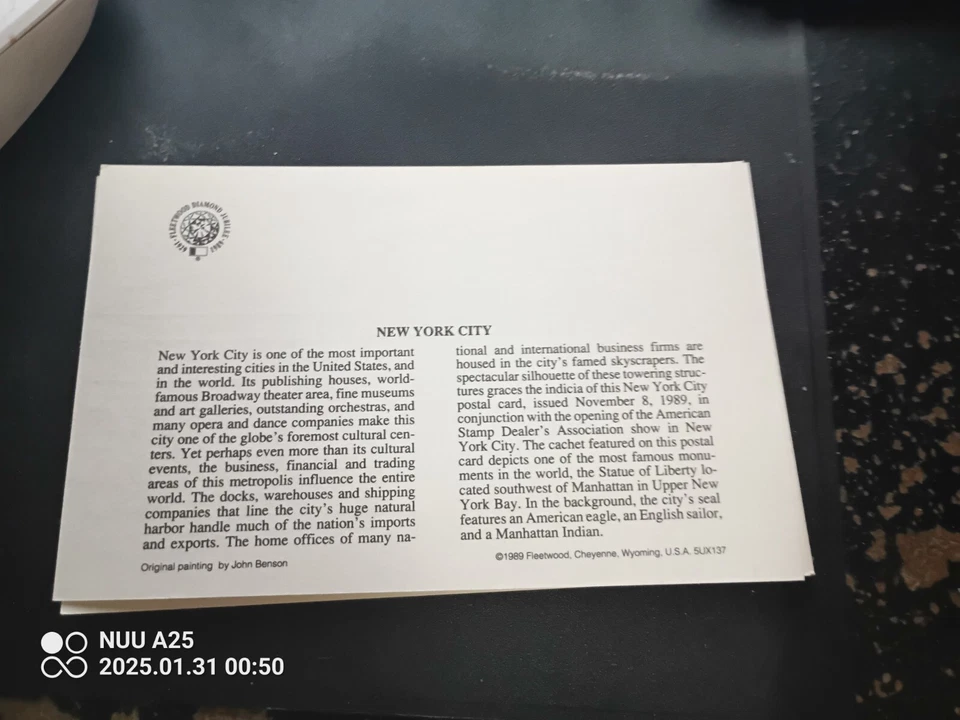 FLEETWOOD DIAMOND JUBILEE
NEW YORK CITY
New York City is one of the most important
and interesting cities in the United States, and
in the world. Its publishing houses, world-
famous Broadway theater area, fine museums
and art galleries, outstanding orchestras, and
many opera and dance companies make this
city one of the globe's foremost cultural cen-
ters. Yet perhaps even more than its cultural
events, the business, financial and trading
areas of this metropolis influence the entire
world. The docks, warehouses and shipping
companies that line the city's huge natural
harbor handle much of the nation's imports
and exports. The home offices of many na-
tional and international business firms are
housed in the city's famed skyscrapers. The
spectacular silhouette of these towering struc-
tures graces the indicia of this New York City
postal card, issued November 8, 1989, in
conjunction with the opening of the American
Stamp Dealer's Association show in New
York City. The cachet featured on this postal
card depicts one of the most famous monu-
ments in the world, the Statue of Liberty lo-
cated southwest of Manhattan in Upper New
York Bay. In the background, the city's seal
features an American eagle, an English sailor,
and a Manhattan Indian.
Original painting by John Benson
©1989 Fleetwood, Cheyenne, Wyoming, U.S.A. 5UX137
NUU A25
2025.01.31 00:50